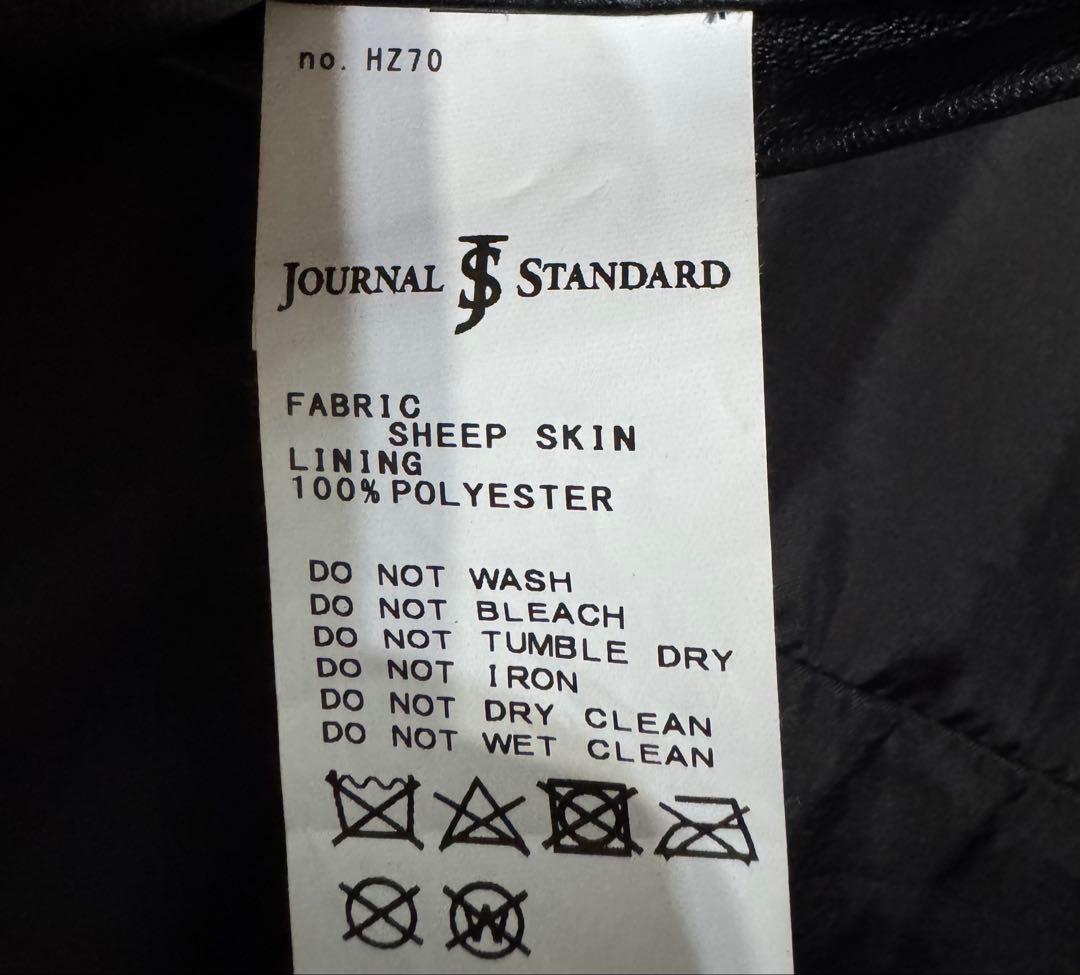 no. HZ70
JOURNAL JS STANDARD
FABRIC
SHEEP SKIN
LINING
100% POLYESTER
DO NOT WASH
DO NOT BLEACH
DO NOT TUMBLE DRY
DO NOT IRON
DO NOT DRY CLEAN
DO NOT WET CLEAN
W